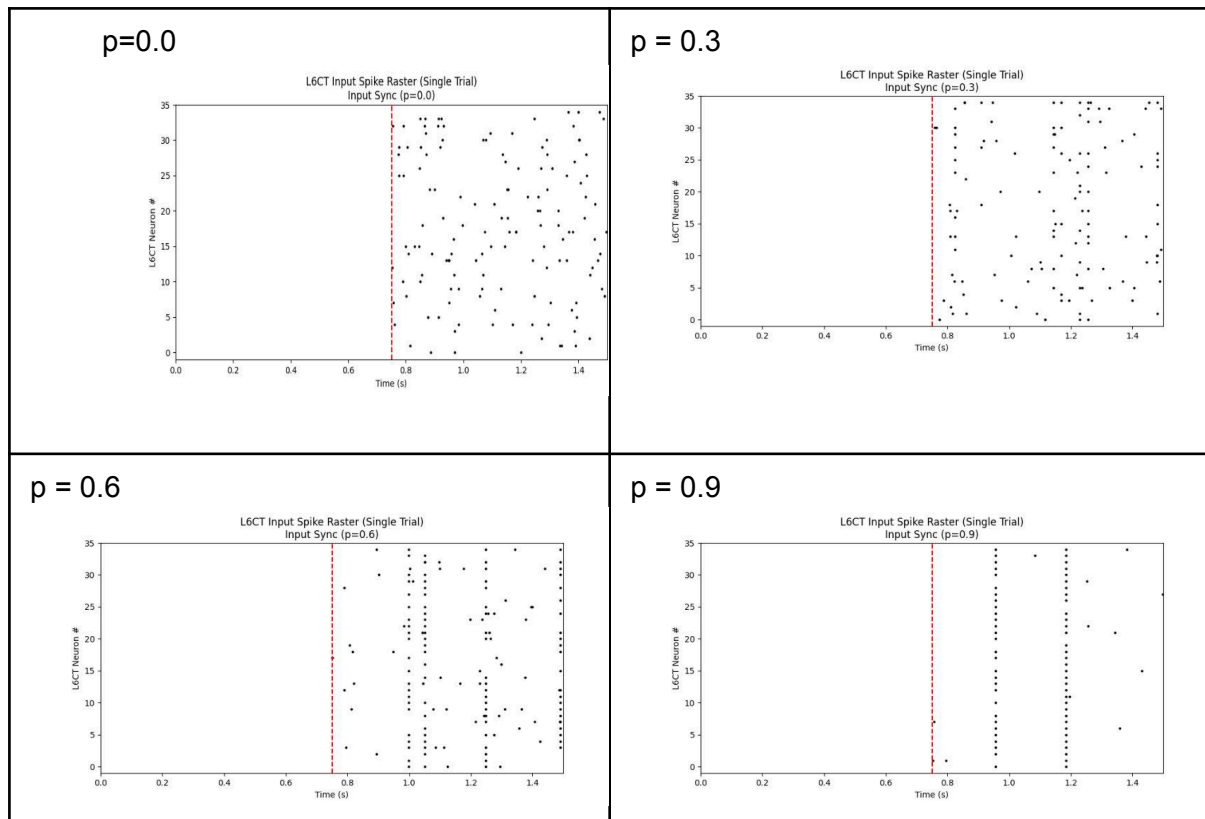 p=0.0
L6CT Input Spike Raster (Single Trial)
Input Sync (p=0.0)
35
30
25
20
15
10
5
0
L6CT Neuron #
0.0 0.2 0.4 0.6 0.8 1.0 1.2 1.4
Time (s)
p = 0.3
L6CT Input Spike Raster (Single Trial)
Input Sync (p=0.3)
35
30
25
20
15
10
5
0
L6CT Neuron #
0.0 0.2 0.4 0.6 0.8 1.0 1.2 1.4
Time (s)
p = 0.6
L6CT Input Spike Raster (Single Trial)
Input Sync (p=0.6)
35
30
25
20
15
10
5
0
L6CT Neuron #
0.0 0.2 0.4 0.6 0.8 1.0 1.2 1.4
Time (s)
p = 0.9
L6CT Input Spike Raster (Single Trial)
Input Sync (p=0.9)
35
30
25
20
15
10
5
0
L6CT Neuron #
0.0 0.2 0.4 0.6 0.8 1.0 1.2 1.4
Time (s)